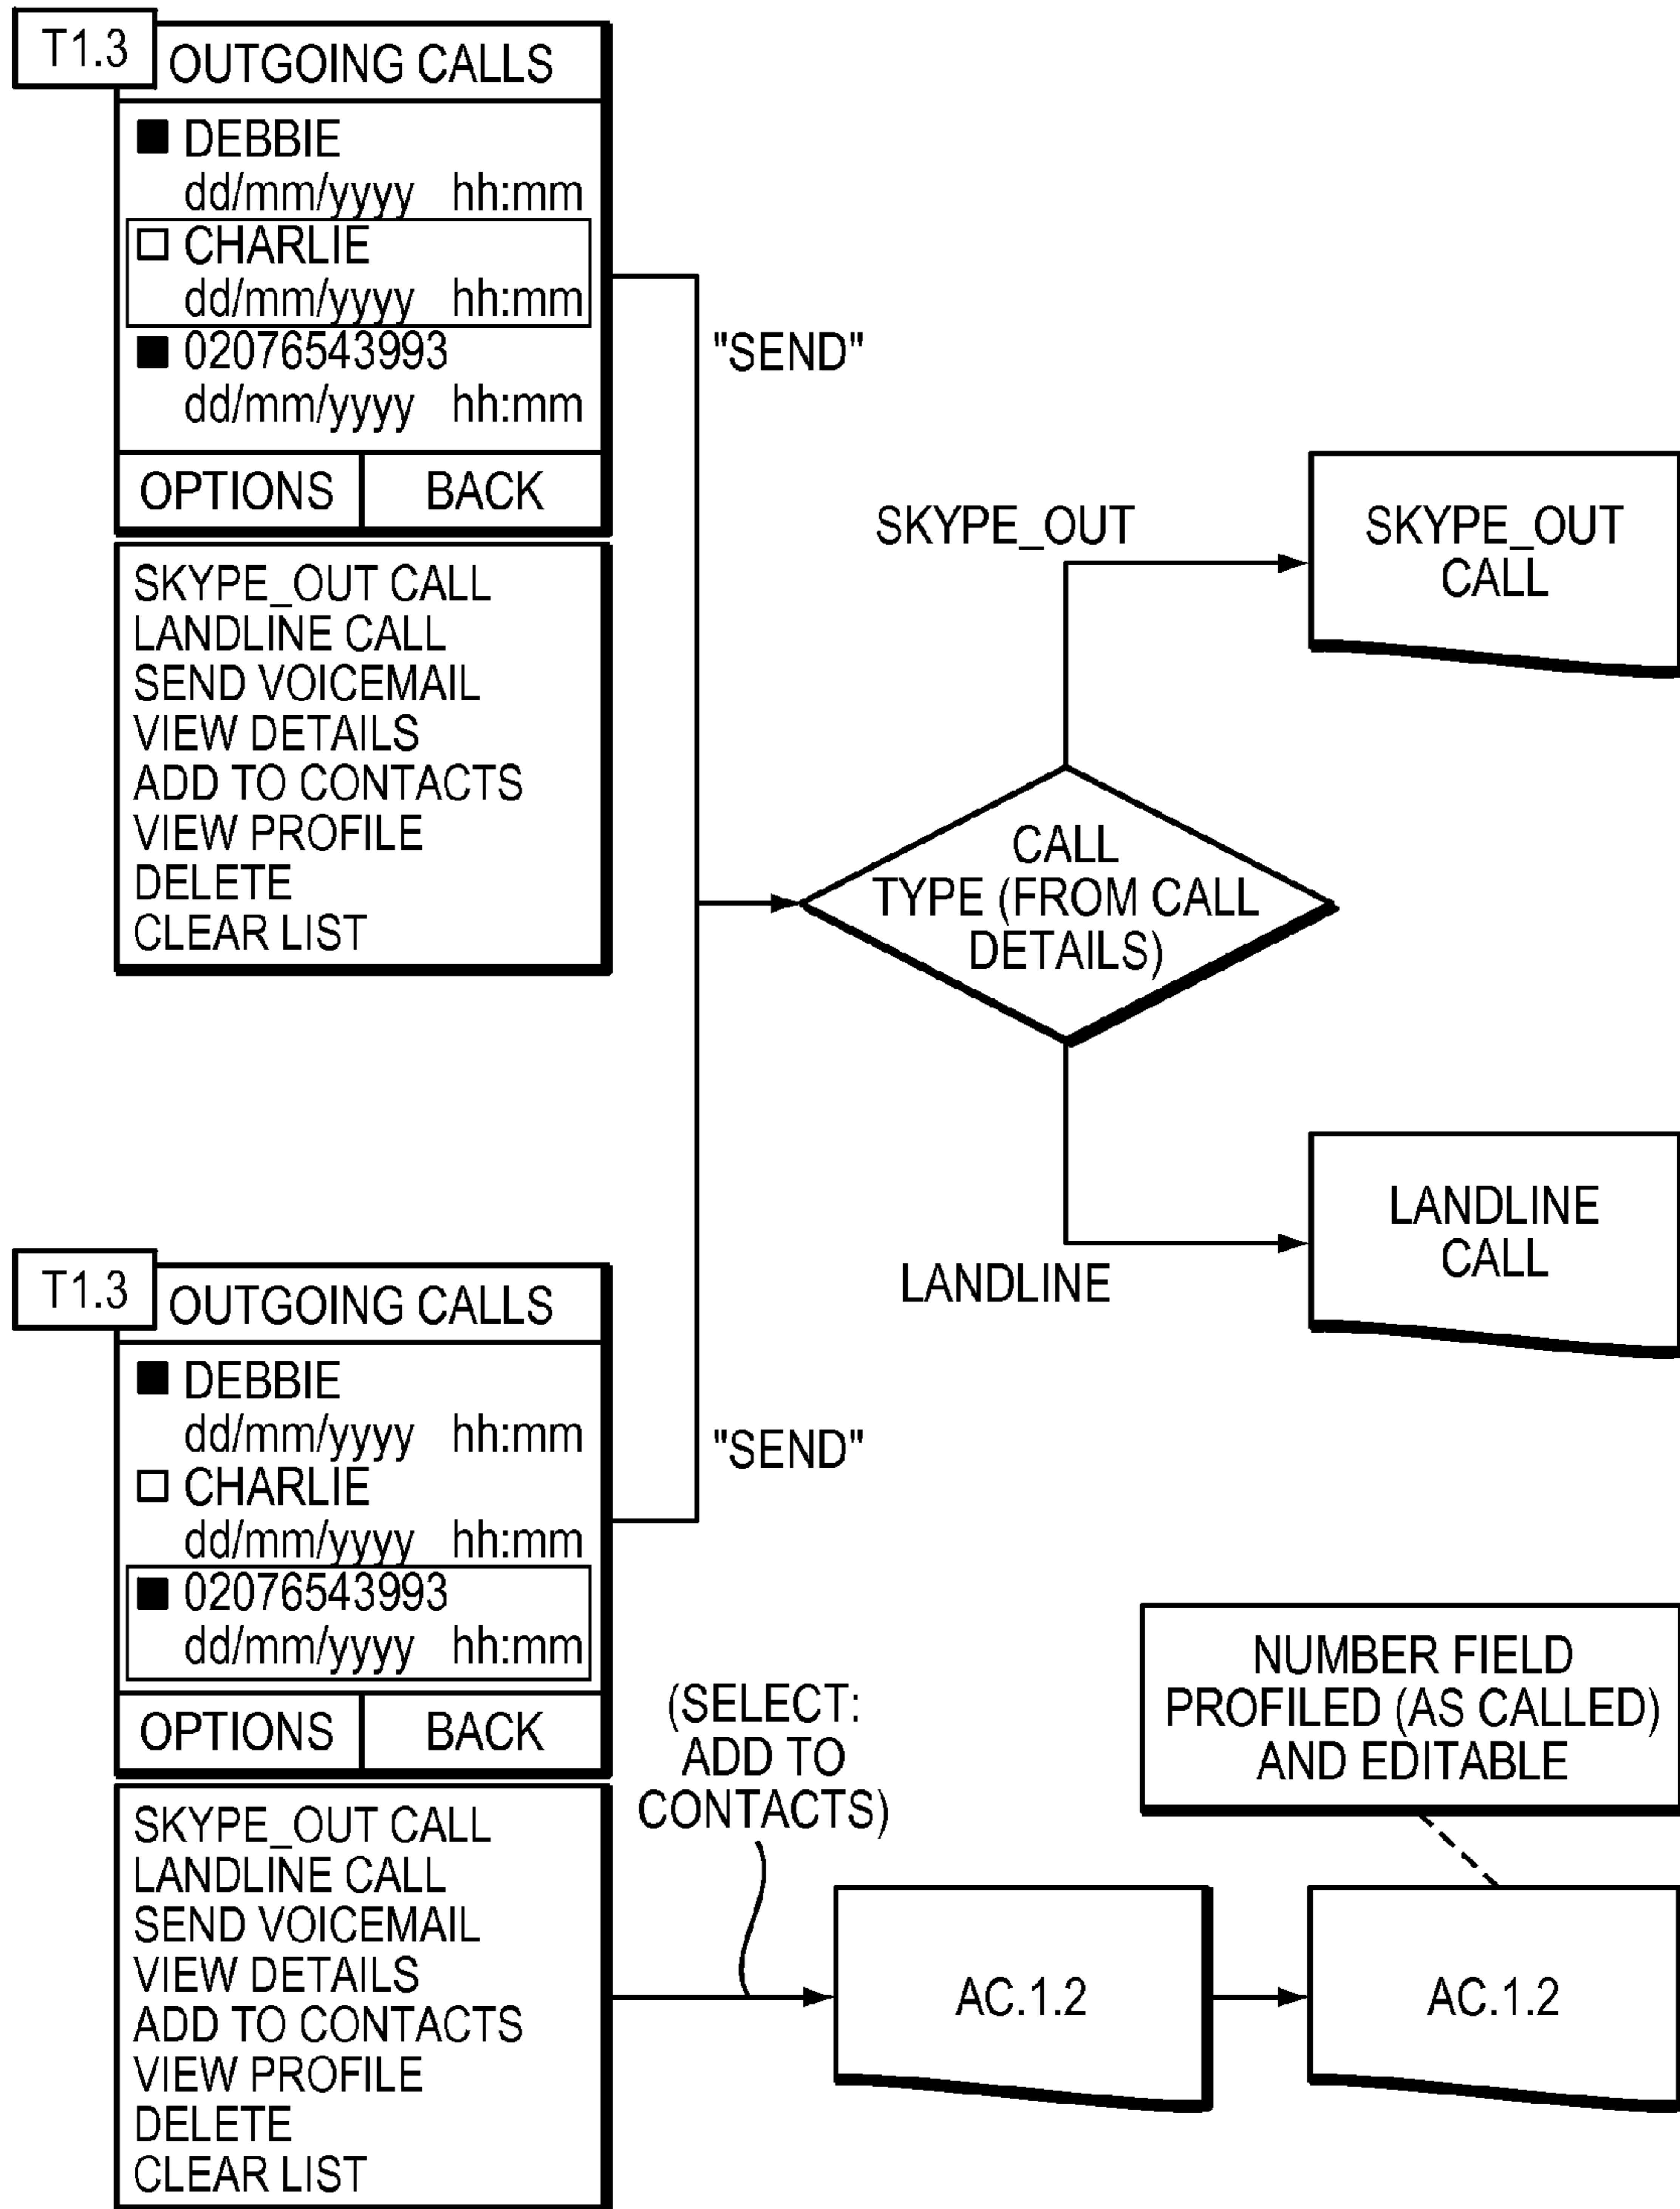 T1.3
OUTGOING CALLS
DEBBIE
dd/mm/yyyy hh:mm
CHARLIE
dd/mm/yyyy hh:mm
02076543993
dd/mm/yyyy hh:mm
OPTIONS BACK
SKYPE_OUT CALL
LANDLINE CALL
SEND VOICEMAIL
VIEW DETAILS
ADD TO CONTACTS
VIEW PROFILE
DELETE
CLEAR LIST
"SEND"
SKYPE_OUT
SKYPE_OUT
CALL
CALL
TYPE (FROM CALL
DETAILS)
LANDLINE
LANDLINE
CALL
T1.3
OUTGOING CALLS
DEBBIE
dd/mm/yyyy hh:mm
CHARLIE
dd/mm/yyyy hh:mm
02076543993
dd/mm/yyyy hh:mm
OPTIONS BACK
SKYPE_OUT CALL
LANDLINE CALL
SEND VOICEMAIL
VIEW DETAILS
ADD TO CONTACTS
VIEW PROFILE
DELETE
CLEAR LIST
"SEND"
(SELECT:
ADD TO
CONTACTS)
AC.1.2
NUMBER FIELD
PROFILED (AS CALLED)
AND EDITABLE
AC.1.2